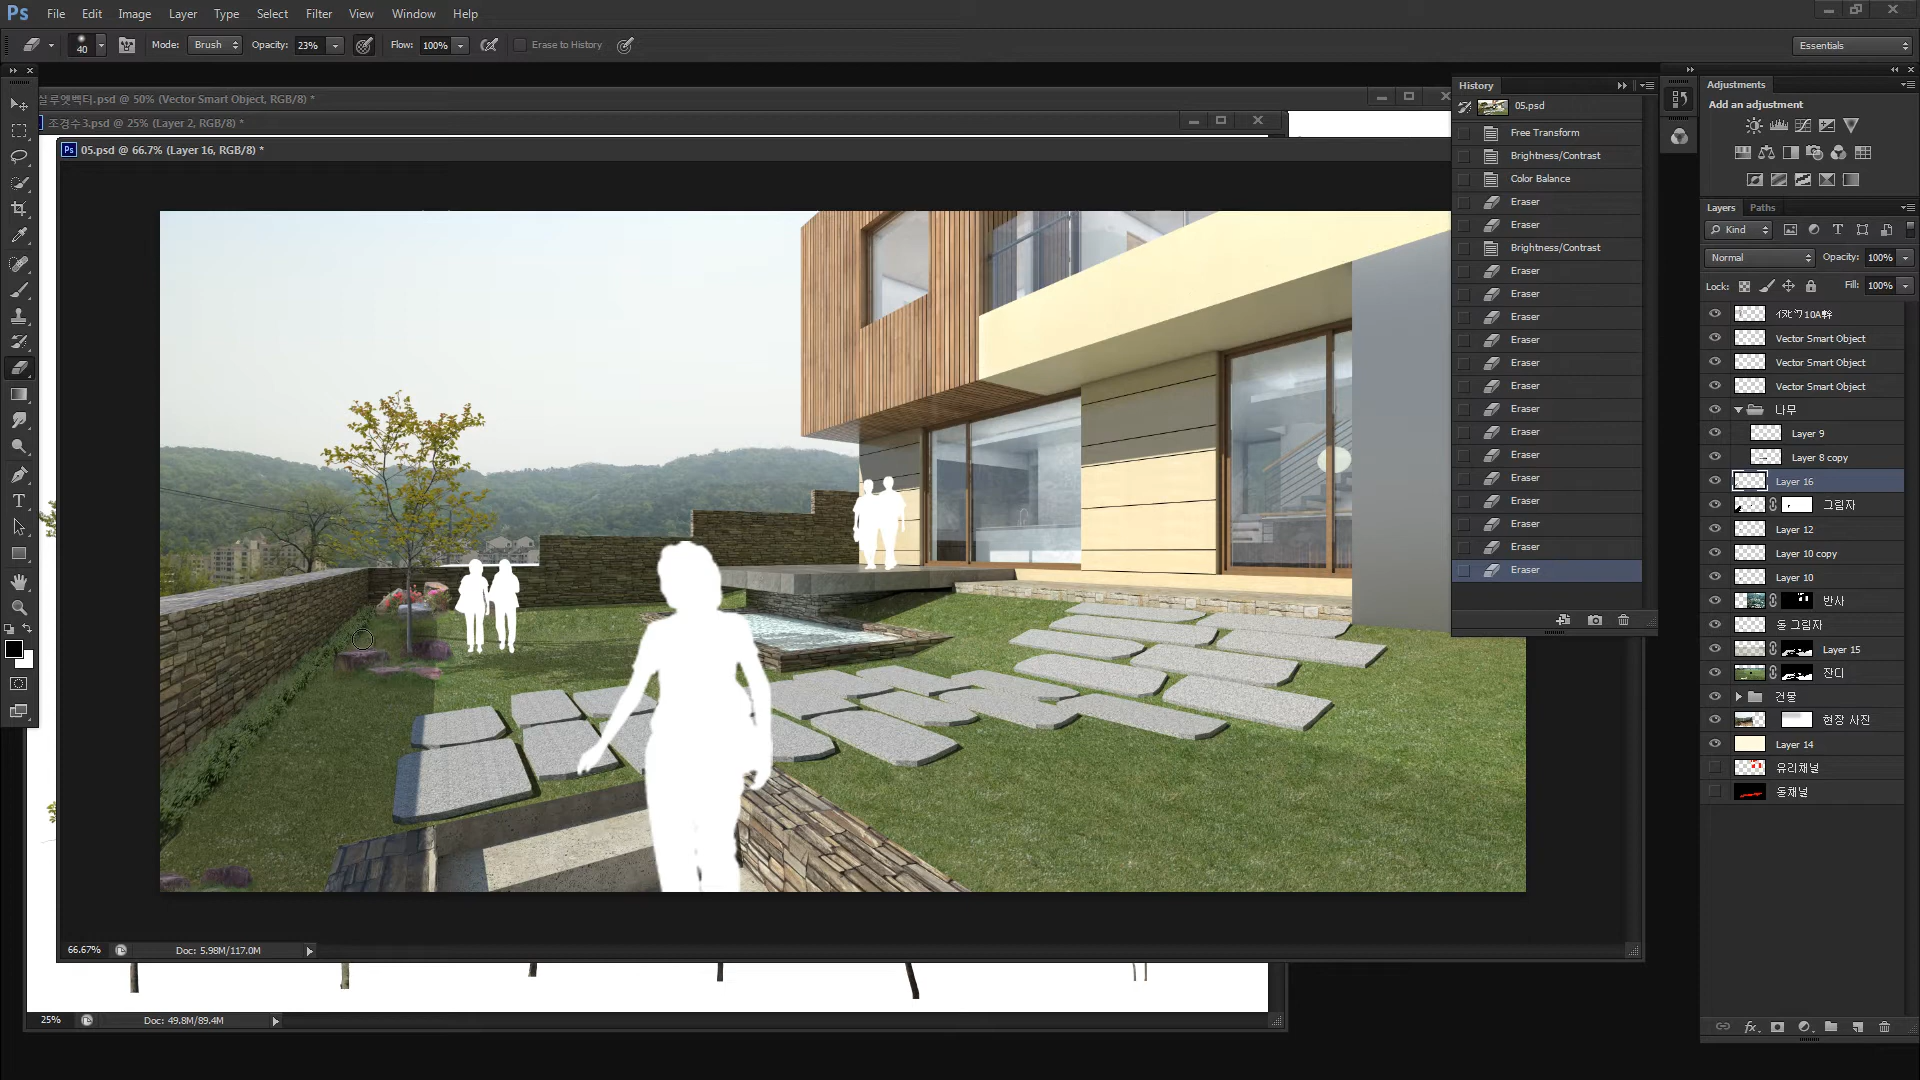 Ps File Edit Image Layer Type Select Filter View Window Help
40 Mode: Brush Opacity: 23% Flow: 100% Erase to History Essentials
실루엣벡터.psd @ 50% (Vector Smart Object, RGB/8) *
조경수3.psd @ 25% (Layer 2, RGB/8) *
Ps 05.psd @ 66.7% (Layer 16, RGB/8) *
History
05.psd
Free Transform
Brightness/Contrast
Color Balance
Eraser
Eraser
Brightness/Contrast
Eraser
Eraser
Eraser
Eraser
Eraser
Eraser
Eraser
Eraser
Eraser
Eraser
Eraser
Eraser
Eraser
Eraser
Adjustments
Add an adjustment
Layers Paths
Kind
Normal Opacity: 100%
Lock: Fill: 100%
Vector Smart Object
Vector Smart Object
Vector Smart Object
나무
Layer 9
Layer 8 copy
Layer 16
그림자
Layer 12
Layer 10 copy
Layer 10
반사
돌 그림자
Layer 15
잔디
건물
현장 사진
Layer 14
유리채널
돌채널
66.67% Doc: 5.98M/117.0M
25% Doc: 49.8M/89.4M